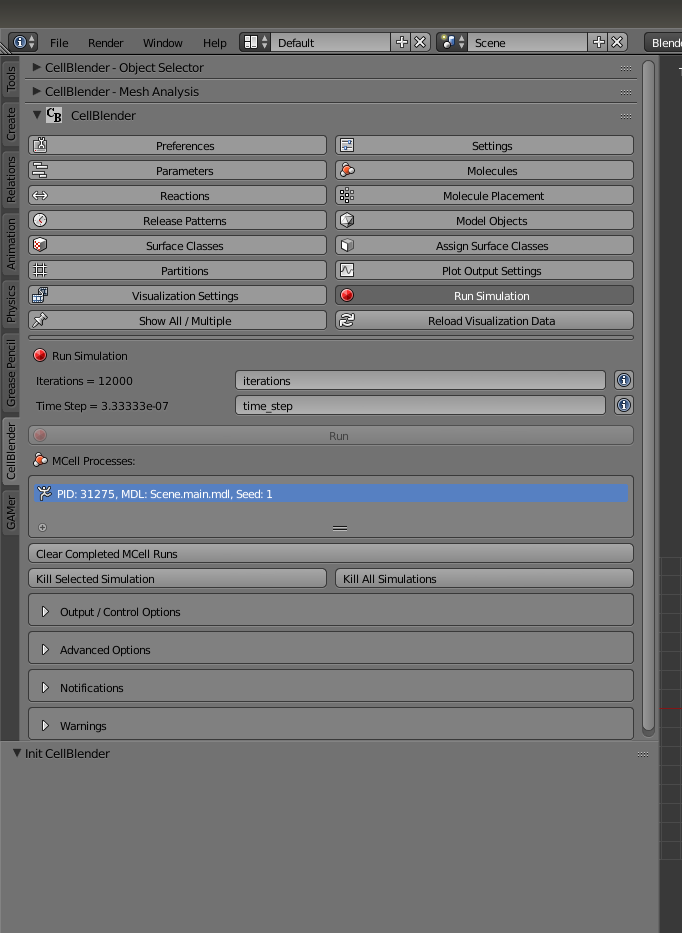 File Render Window Help Default Scene Blend
Tools
Create
Relations
Animation
Physics
Grease Pencil
CellBlender
GAMer
CellBlender - Object Selector
CellBlender - Mesh Analysis
CB CellBlender
Preferences Settings
Parameters Molecules
Reactions Molecule Placement
Release Patterns Model Objects
Surface Classes Assign Surface Classes
Partitions Plot Output Settings
Visualization Settings Run Simulation
Show All / Multiple Reload Visualization Data
Run Simulation
Iterations = 12000 iterations
Time Step = 3.33333e-07 time_step
Run
MCell Processes:
PID: 31275, MDL: Scene.main.mdl, Seed: 1
Clear Completed MCell Runs
Kill Selected Simulation Kill All Simulations
Output / Control Options
Advanced Options
Notifications
Warnings
Init CellBlender